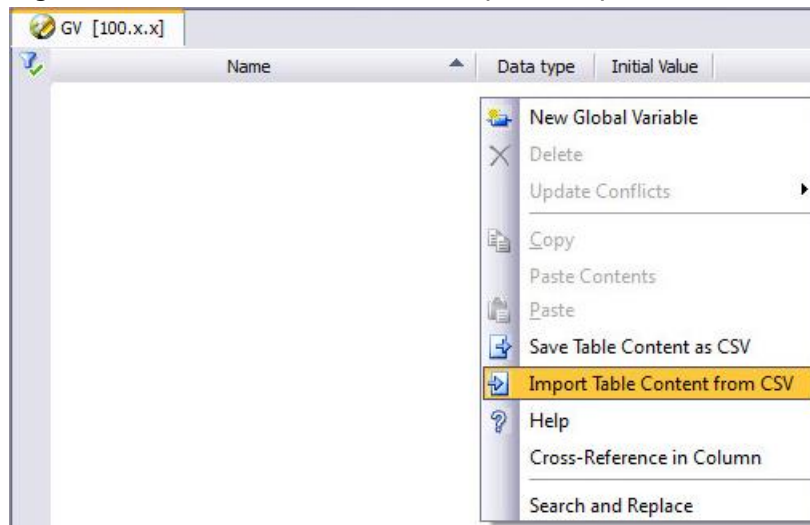 GV [100.x.x]
Name Data type Initial Value
New Global Variable
Delete
Update Conflicts
Copy
Paste Contents
Paste
Save Table Content as CSV
Import Table Content from CSV
Help
Cross-Reference in Column
Search and Replace